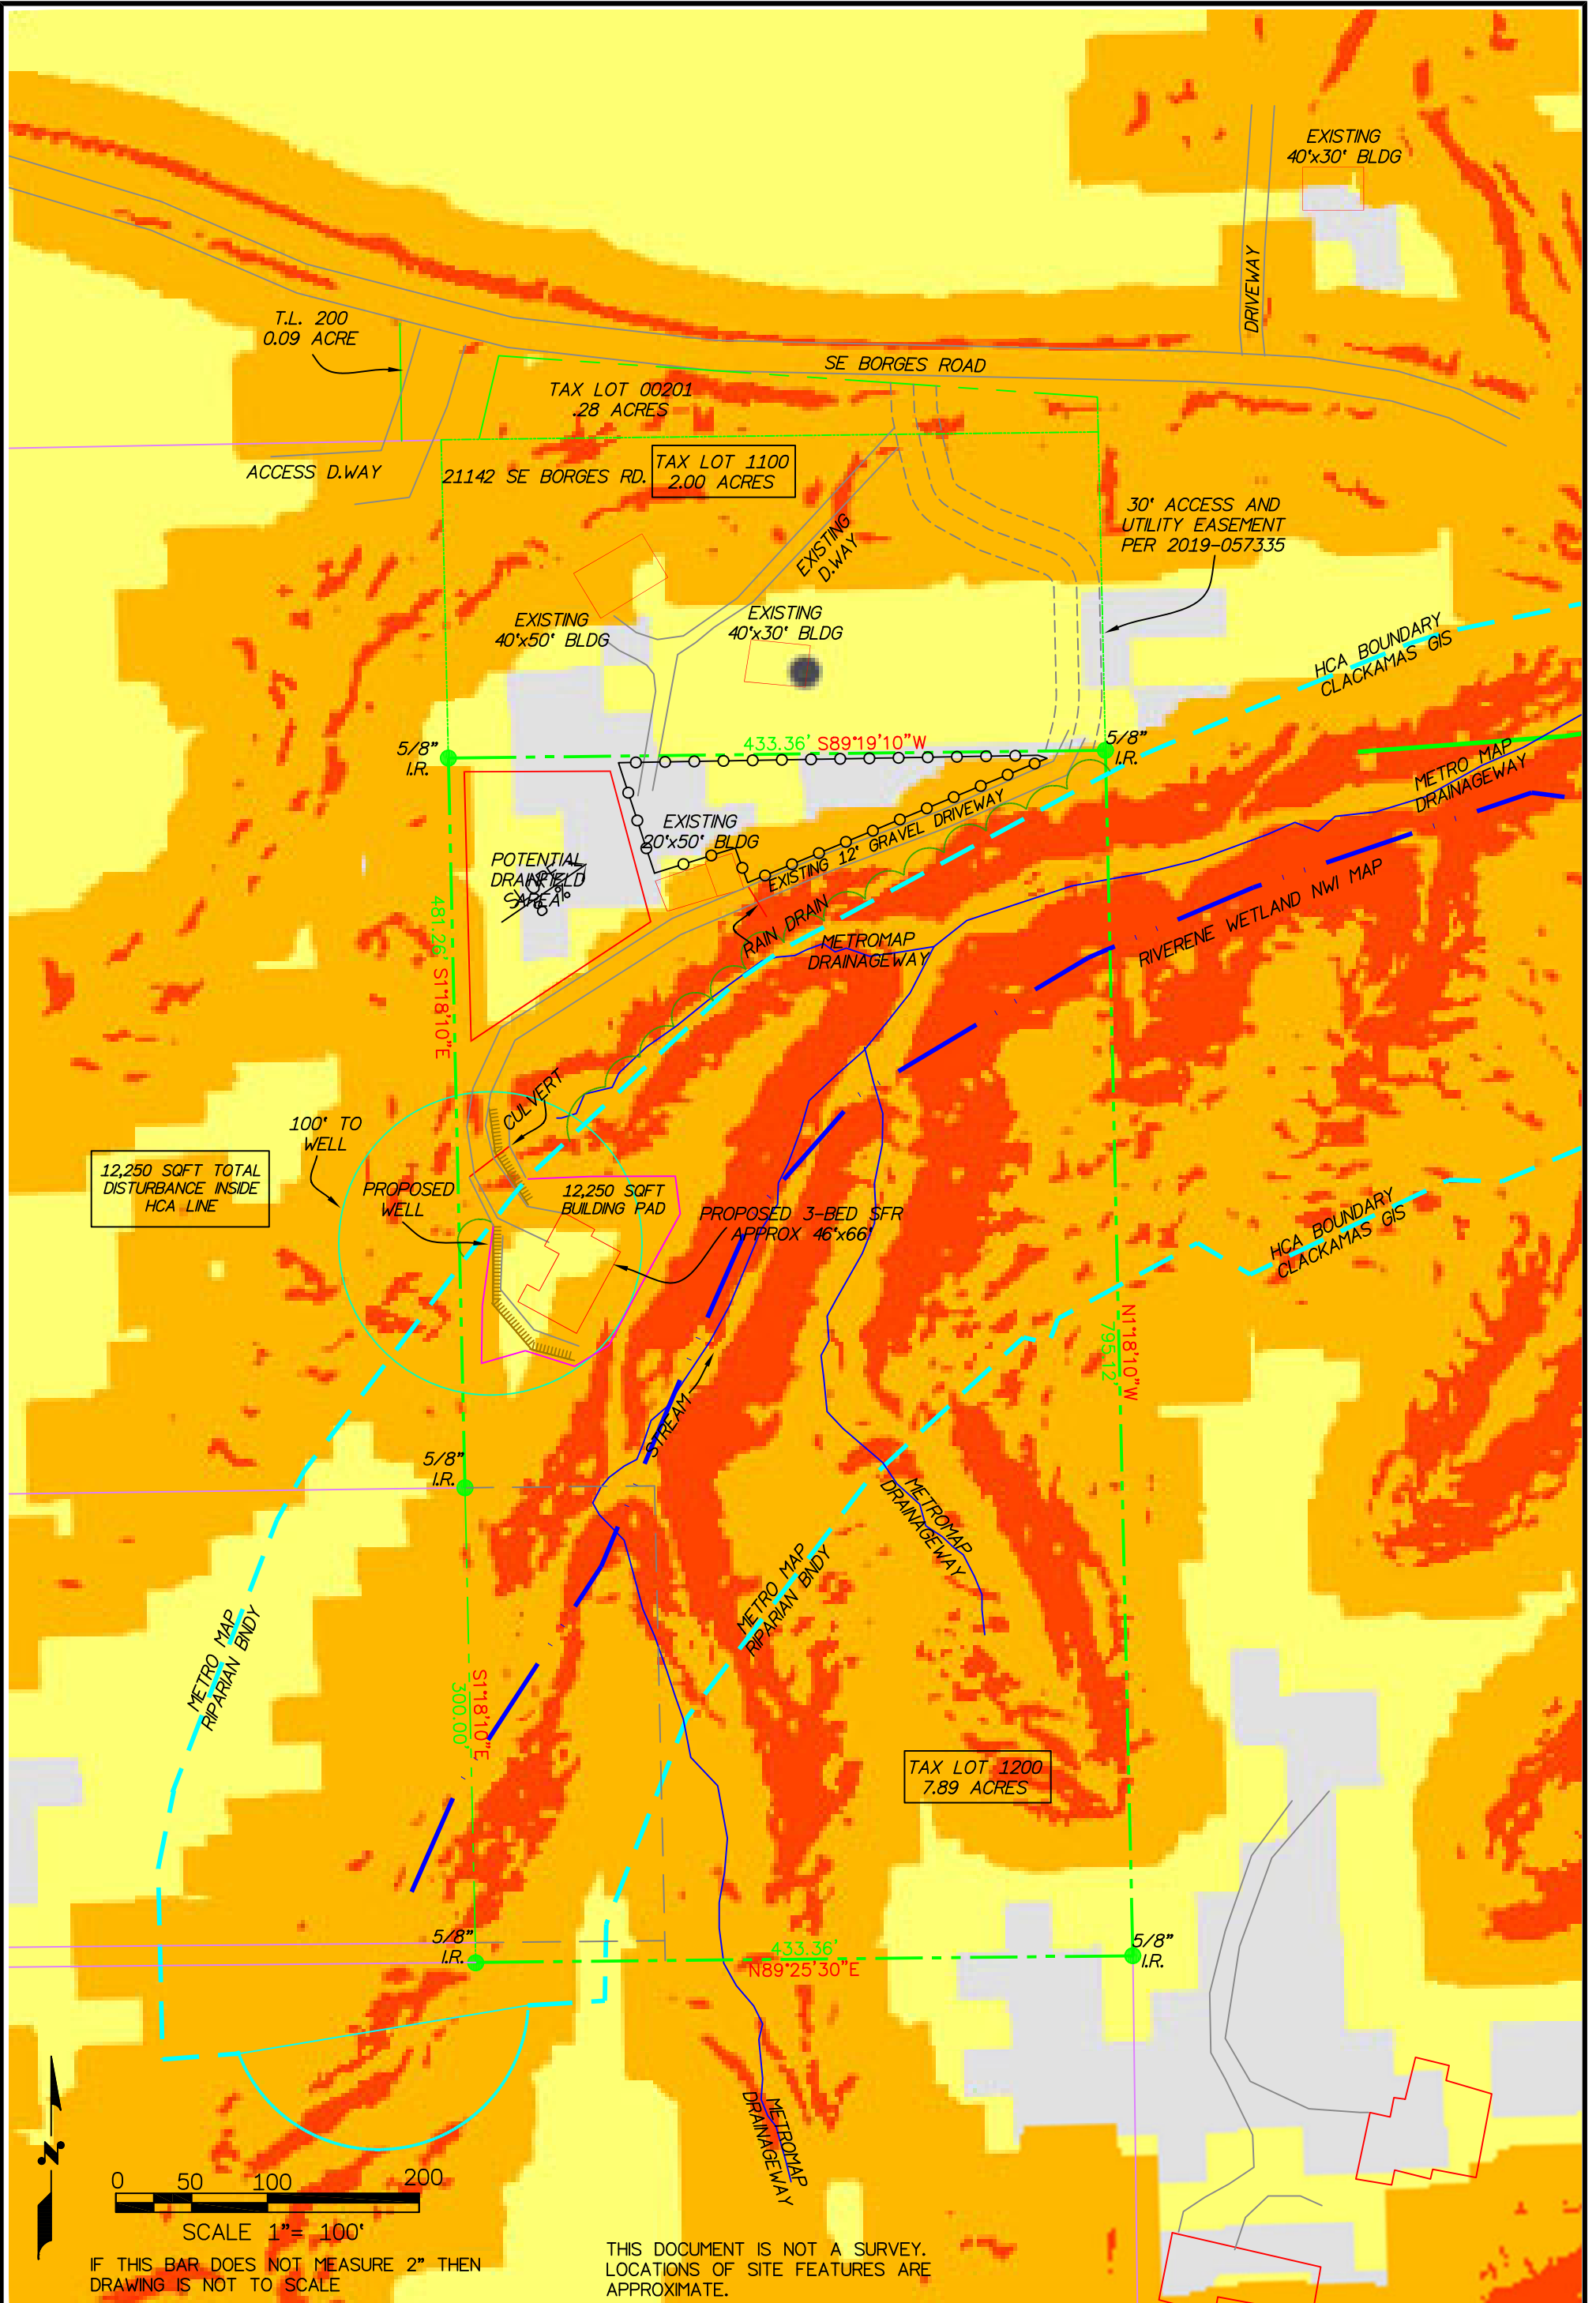 EXISTING
40'x30' BLDG
DRIVEWAY
T.L. 200
0.09 ACRE
SE BORGES ROAD
TAX LOT 00201
.28 ACRES
ACCESS D.WAY
21142 SE BORGES RD.
TAX LOT 1100
2.00 ACRES
30' ACCESS AND
UTILITY EASEMENT
PER 2019-057335
EXISTING
D.WAY
EXISTING
40'x50' BLDG
EXISTING
40'x30' BLDG
HCA BOUNDARY
CLACKAMAS GIS
5/8"
I.R.
433.36' S89°19'10"W
5/8"
I.R.
METRO MAP
DRAINAGEWAY
EXISTING
20'x50' BLDG
EXISTING 12' GRAVEL DRIVEWAY
POTENTIAL
DRAINFIELD
AREA
RAIN DRAIN
METROMAP
DRAINAGEWAY
RIVERENE WETLAND NWI MAP
481.26' S1°18'10"E
CULVERT
100' TO
WELL
12,250 SQFT TOTAL
DISTURBANCE INSIDE
HCA LINE
PROPOSED
WELL
12,250 SQFT
BUILDING PAD
PROPOSED 3-BED SFR
APPROX 46'x66'
HCA BOUNDARY
CLACKAMAS GIS
N1°18'10"W
795.12'
STREAM
5/8"
I.R.
METROMAP
DRAINAGEWAY
METRO MAP
RIPARIAN BNDY
METRO MAP
RIPARIAN BNDY
S1°18'10"E
300.00'
TAX LOT 1200
7.89 ACRES
5/8"
I.R.
433.36'
N89°25'30"E
5/8"
I.R.
METROMAP
DRAINAGEWAY
N
0 50 100 200
SCALE 1"= 100'
IF THIS BAR DOES NOT MEASURE 2" THEN
DRAWING IS NOT TO SCALE
THIS DOCUMENT IS NOT A SURVEY.
LOCATIONS OF SITE FEATURES ARE
APPROXIMATE.